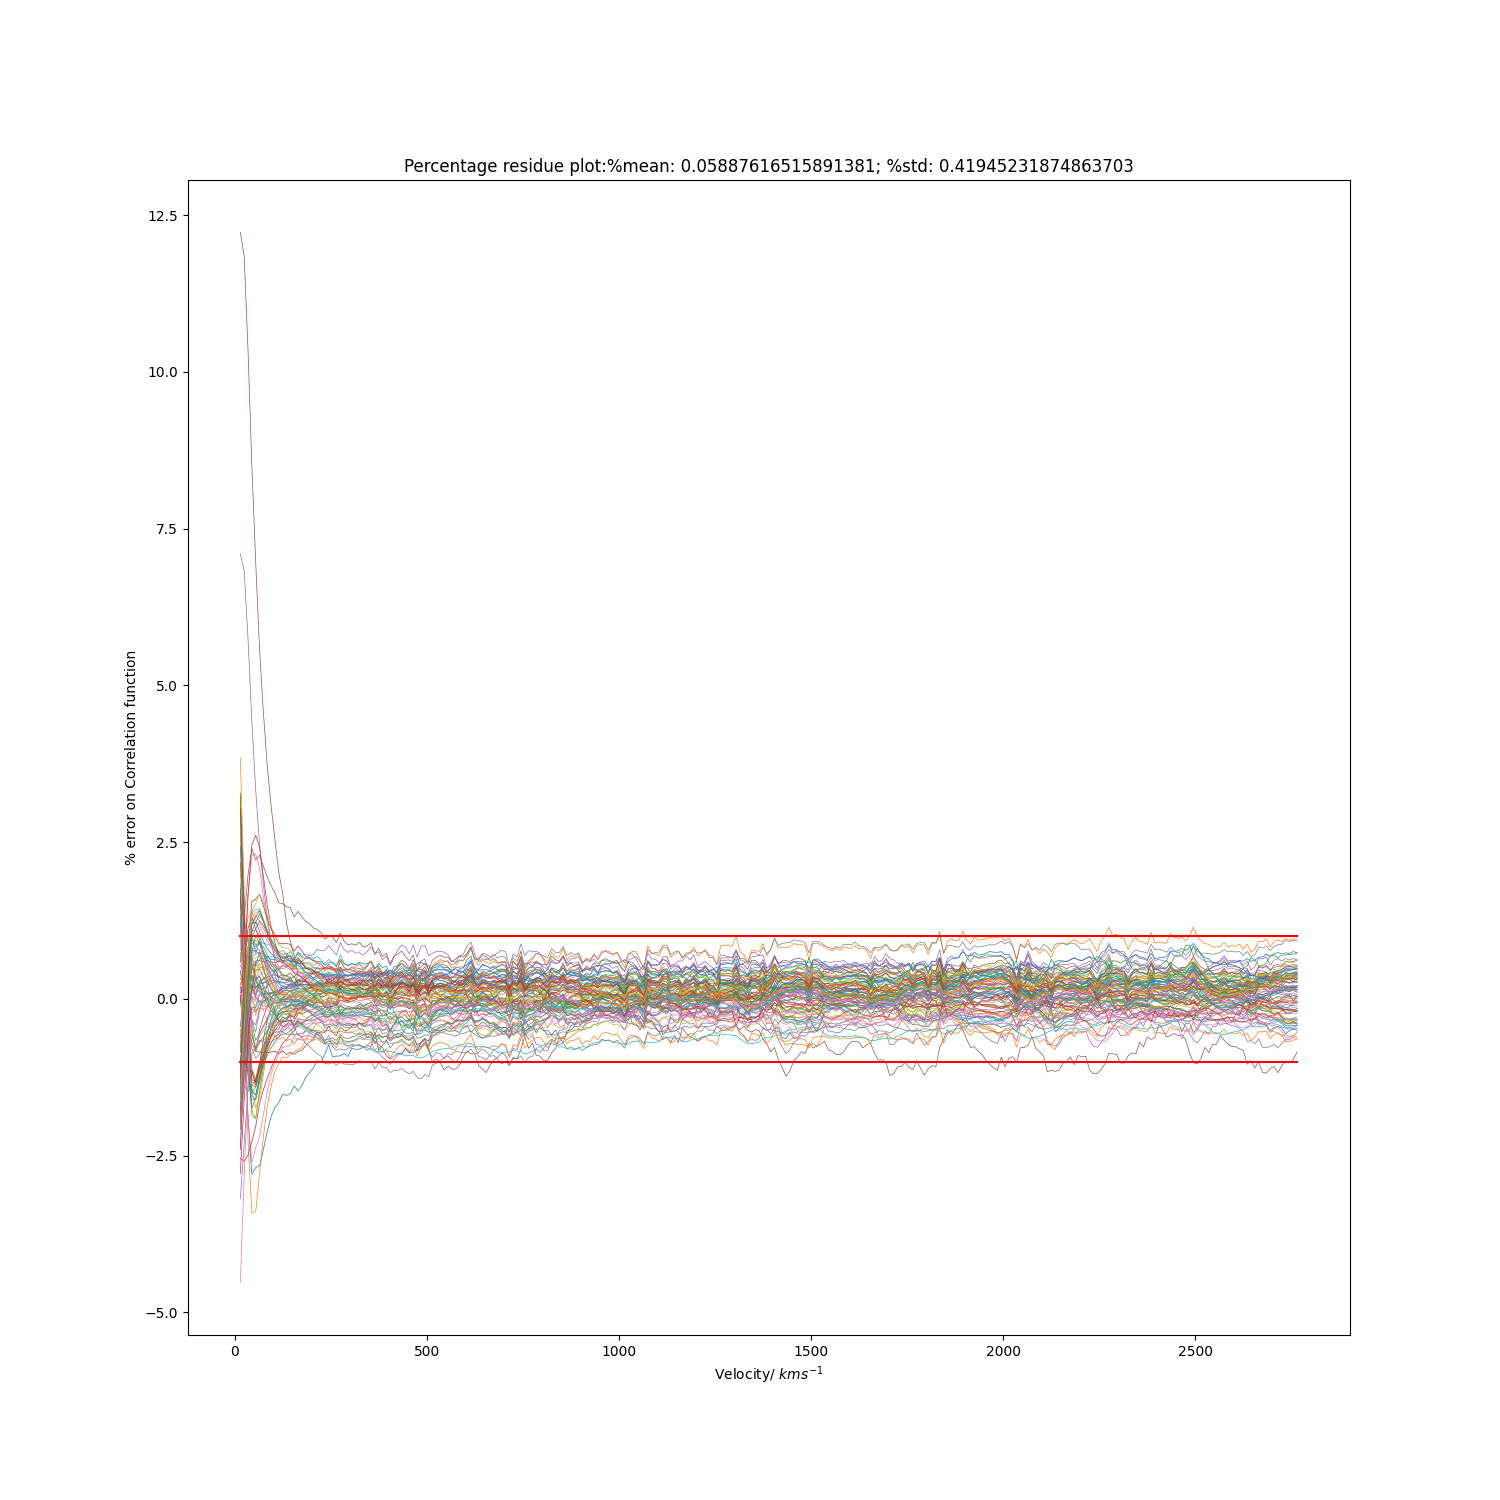 Percentage residue plot:%mean: 0.05887616515891381; %std: 0.41945231874863703
12.5
10.0
7.5
5.0
2.5
0.0
−2.5
−5.0
% error on Correlation function
0 500 1000 1500 2000 2500
Velocity/ kms⁻¹